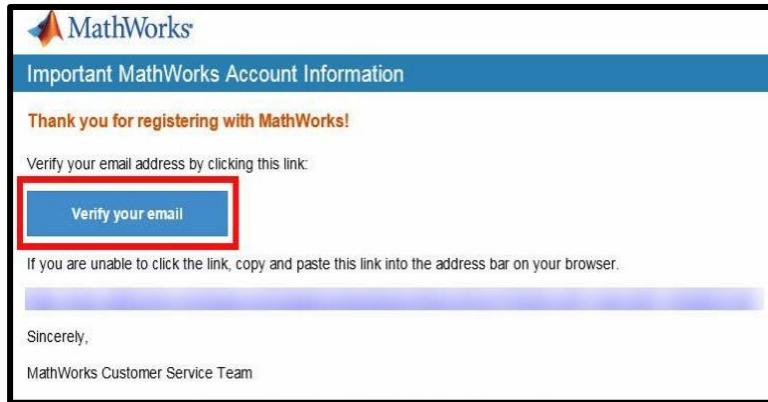 MathWorks®
Important MathWorks Account Information
Thank you for registering with MathWorks!
Verify your email address by clicking this link:
Verify your email
If you are unable to click the link, copy and paste this link into the address bar on your browser.
Sincerely,
MathWorks Customer Service Team